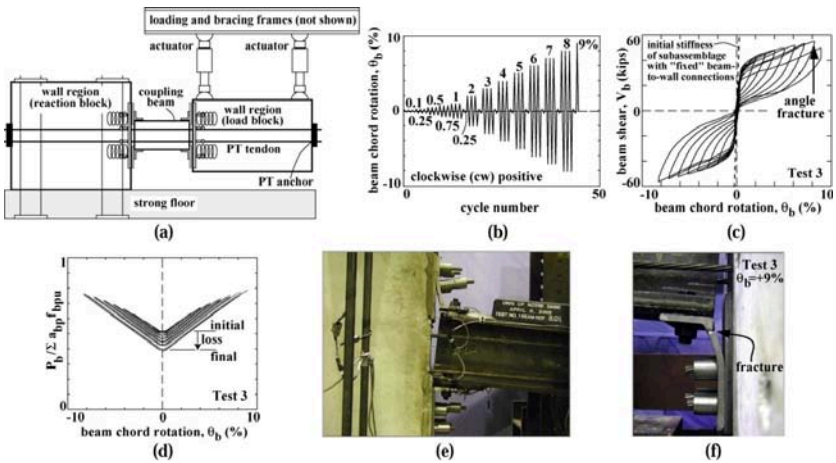 loading and bracing frames (not shown)
actuator
actuator
coupling
beam
wall region
(reaction block)
wall region
(load block)
PT tendon
PT anchor
strong floor
(a)
beam chord rotation, θb (%)
10
0
-10
0.1
0.25
0.5
0.75
1
0.25
2
3
4
5
6
7
8
9%
clockwise (cw) positive
0
50
cycle number
(b)
beam shear, Vb (kips)
60
0
-60
initial stiffness
of subassemblage
with "fixed" beam-
to-wall connections
angle
fracture
Test 3
-10
0
10
beam chord rotation, θb (%)
(c)
Pb/Σ abp fbpu
1
0
initial
loss
final
Test 3
-10
0
10
beam chord rotation, θb (%)
(d)
(e)
Test 3
θb=+9%
fracture
(f)